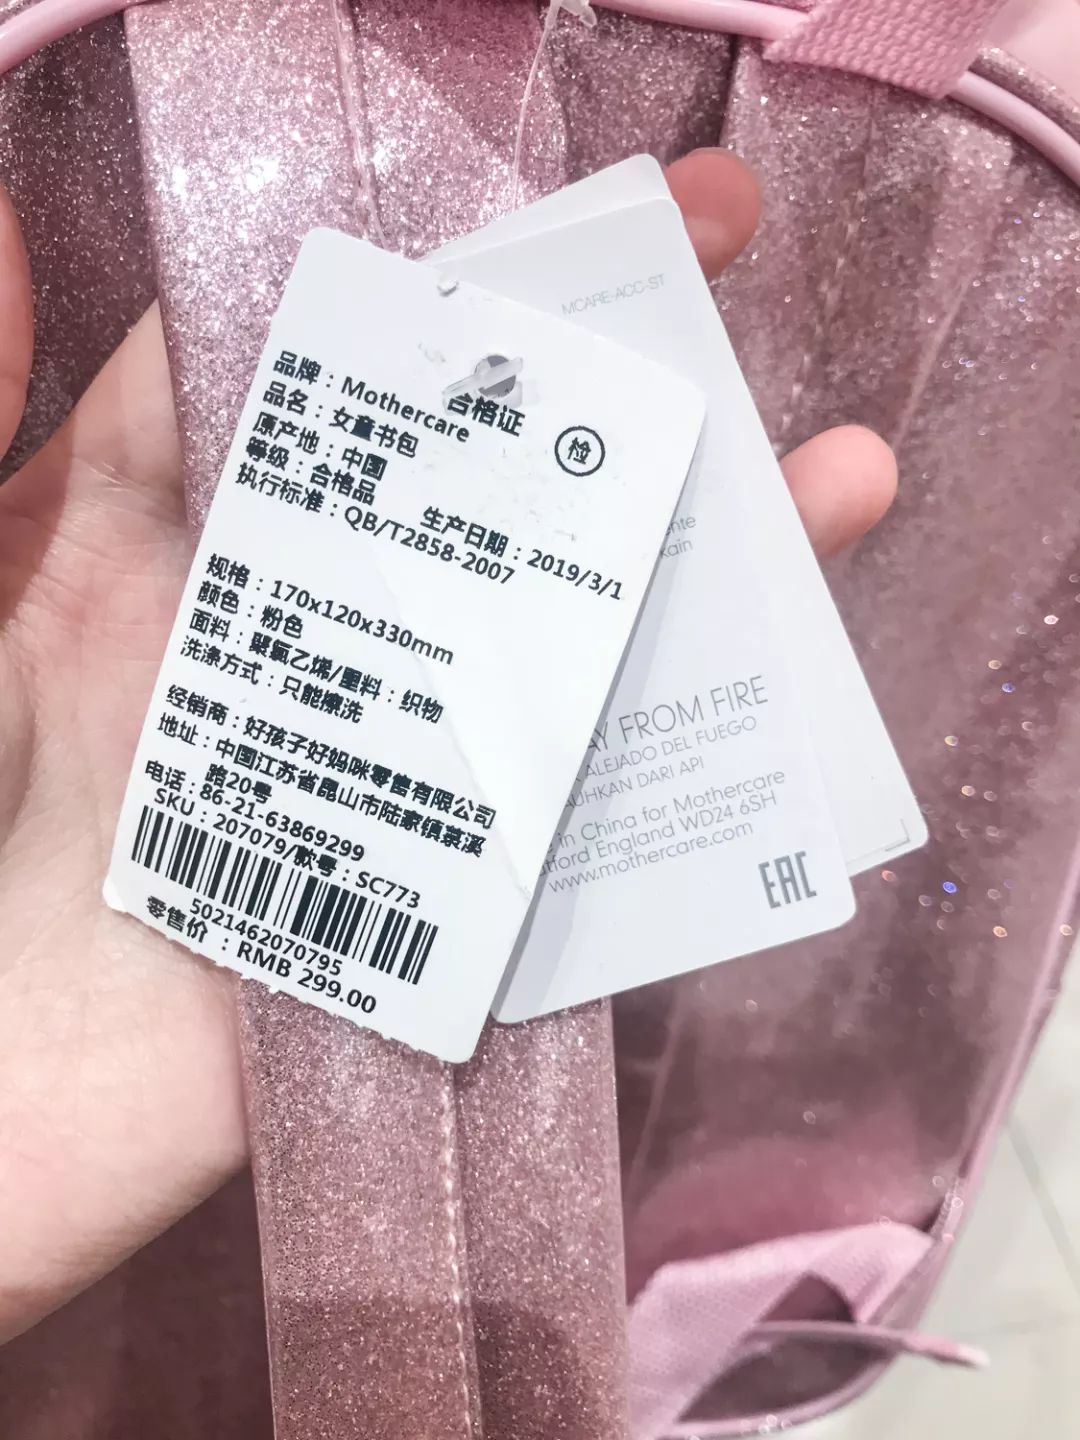 合格证
检
品牌：Mothercare
品名：女童书包
原产地：中国
等级：合格品
生产日期：2019/3/1
执行标准：QB/T2858-2007
规格：170x120x330mm
颜色：粉色
面料：聚氯乙烯/里料：织物
洗涤方式：只能擦洗
经销商：好孩子好妈咪零售有限公司
地址：中国江苏省昆山市陆家镇菉溪
路20号
电话：86-21-63869299
SKU：207079/款号：SC773
5021462070795
零售价：RMB 299.00
MCARE-ACC-ST
FROM FIRE
ALEJADO DEL FUEGO
DARI API
in China for Mothercare
England WD24 6SH
www.mothercare.com
EAC